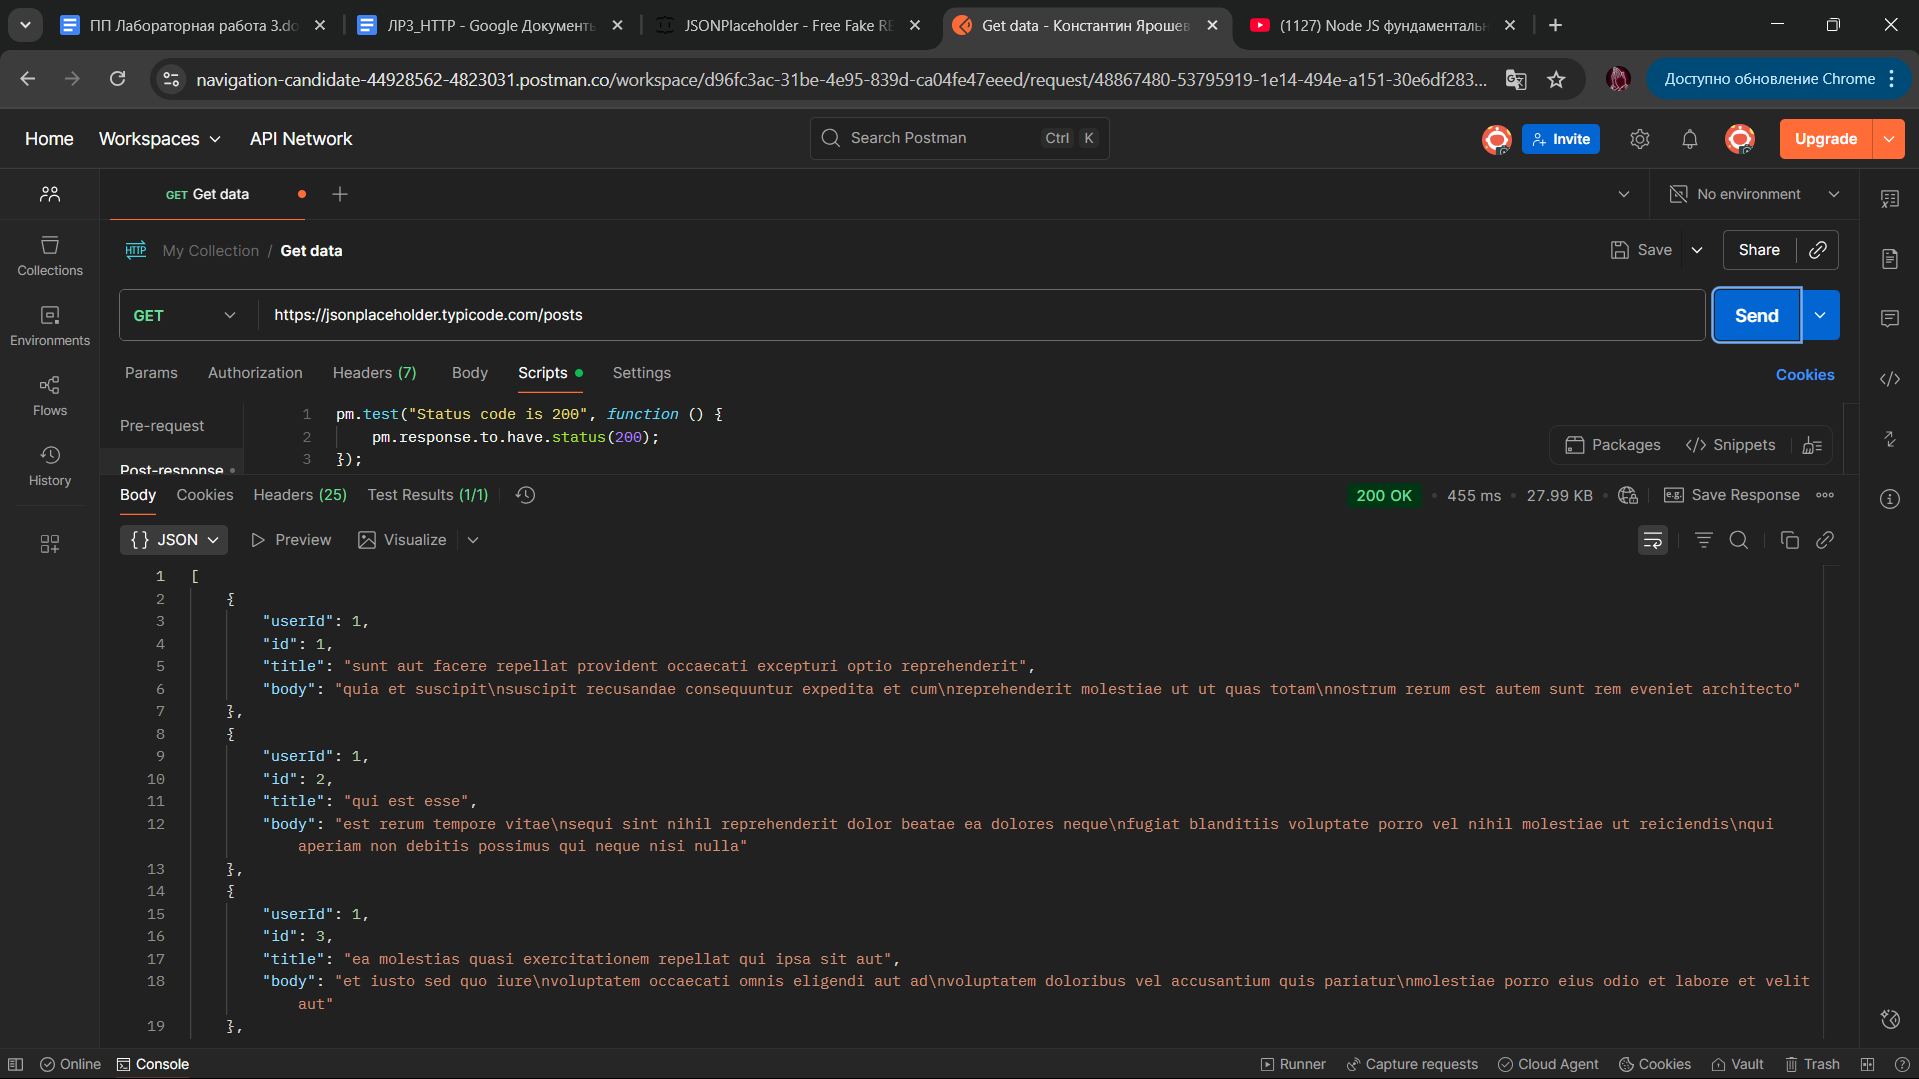 ПП Лабораторная работа 3.do
ЛР3_HTTP - Google Документы
JSONPlaceholder - Free Fake RE
Get data - Константин Ярошев
(1127) Node JS фундаменталь
navigation-candidate-44928562-4823031.postman.co/workspace/d96fc3ac-31be-4e95-839d-ca04fe47eeed/request/48867480-53795919-1e14-494e-a151-30e6df283...
Доступно обновление Chrome
Home
Workspaces
API Network
Search Postman
Ctrl
K
Invite
Upgrade
GET Get data
No environment
HTTP
My Collection / Get data
Save
Share
Collections
Environments
Flows
History
GET
https://jsonplaceholder.typicode.com/posts
Send
Params
Authorization
Headers (7)
Body
Scripts
Settings
Cookies
Pre-request
Post-response
1 pm.test("Status code is 200", function () {
2 pm.response.to.have.status(200);
3 });
Packages
</> Snippets
Body
Cookies
Headers (25)
Test Results (1/1)
200 OK
455 ms
27.99 KB
e.g. Save Response
{} JSON
Preview
Visualize
1 [
2 {
3 "userId": 1,
4 "id": 1,
5 "title": "sunt aut facere repellat provident occaecati excepturi optio reprehenderit",
6 "body": "quia et suscipit\nsuscipit recusandae consequuntur expedita et cum\nreprehenderit molestiae ut ut quas totam\nnostrum rerum est autem sunt rem eveniet architecto"
7 },
8 {
9 "userId": 1,
10 "id": 2,
11 "title": "qui est esse",
12 "body": "est rerum tempore vitae\nsequi sint nihil reprehenderit dolor beatae ea dolores neque\nfugiat blanditiis voluptate porro vel nihil molestiae ut reiciendis\nqui
aperiam non debitis possimus qui neque nisi nulla"
13 },
14 {
15 "userId": 1,
16 "id": 3,
17 "title": "ea molestias quasi exercitationem repellat qui ipsa sit aut",
18 "body": "et iusto sed quo iure\nvoluptatem occaecati omnis eligendi aut ad\nvoluptatem doloribus vel accusantium quis pariatur\nmolestiae porro eius odio et labore et velit
aut"
19 },
Online
Console
Runner
Capture requests
Cloud Agent
Cookies
Vault
Trash